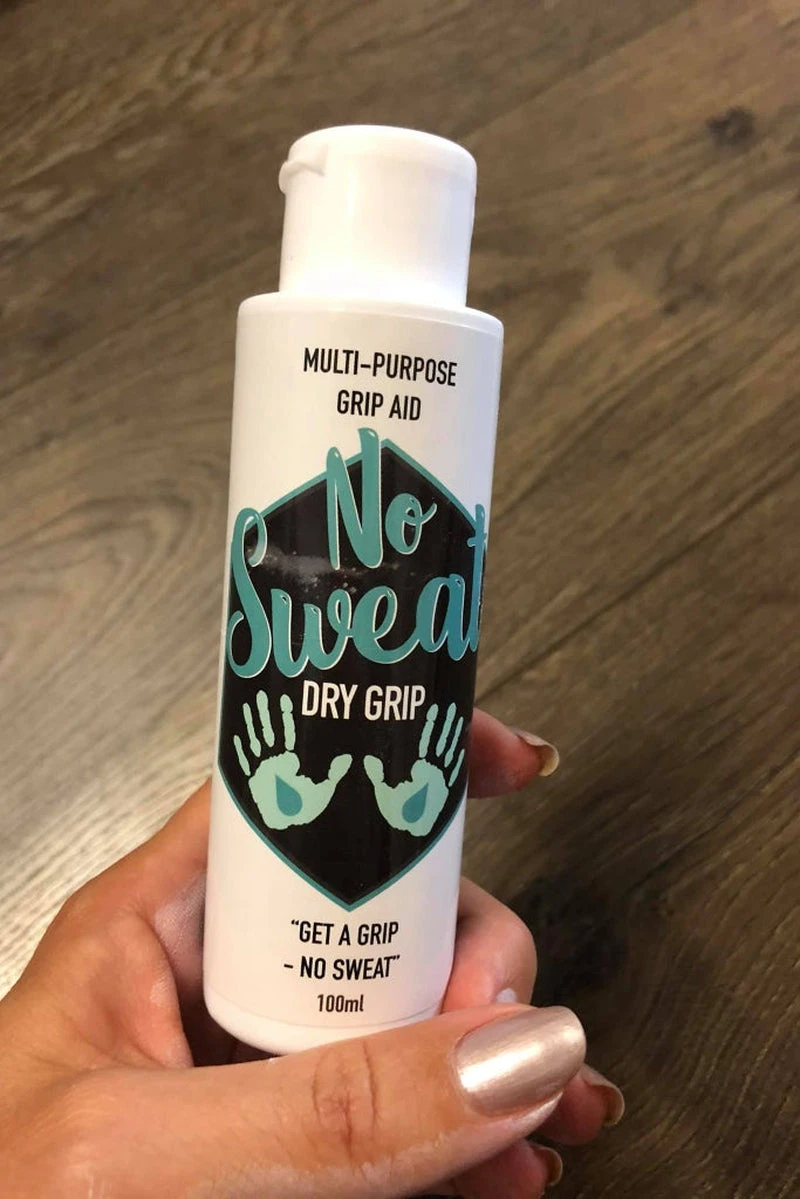 MULTI-PURPOSE
GRIP AID
No
Sweat
DRY GRIP
“GET A GRIP
- NO SWEAT”
100ml